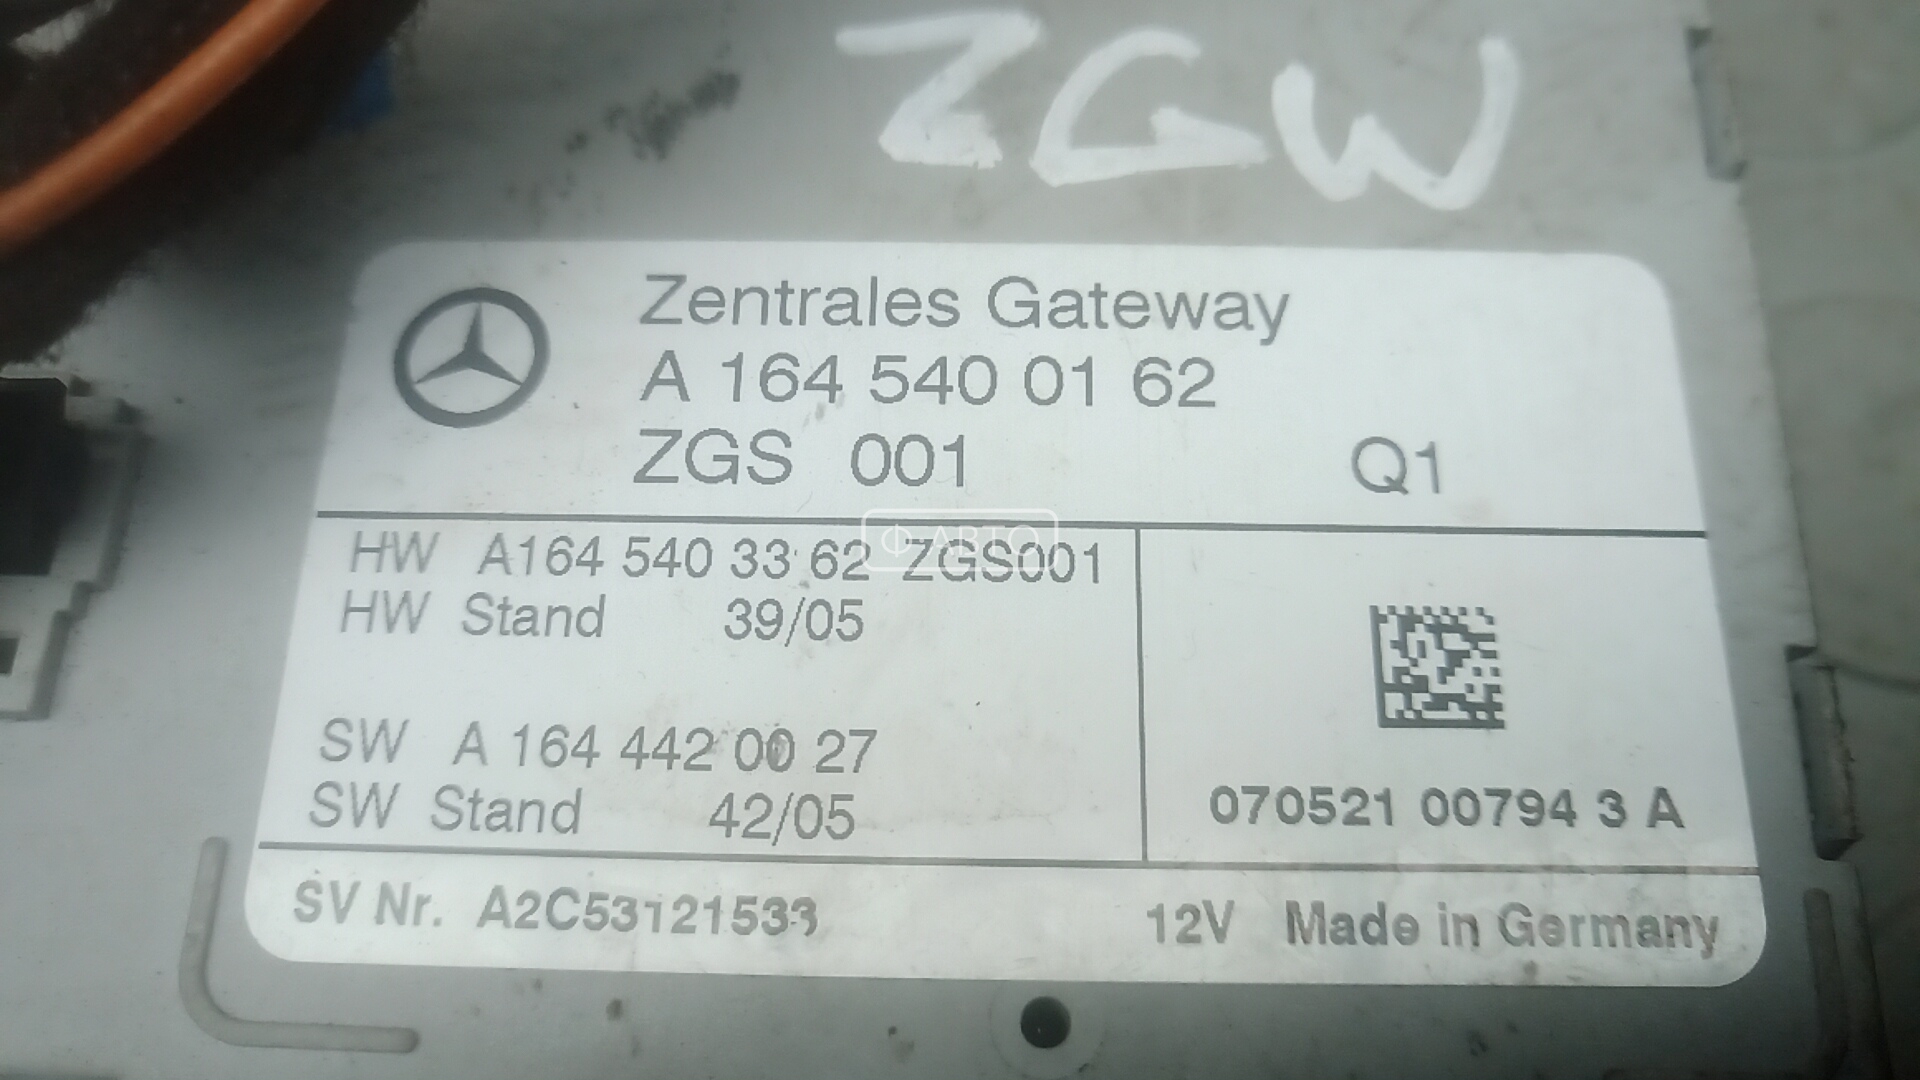 ZGW
Zentrales Gateway
A 164 540 01 62
ZGS 001 Q1
HW A164 540 33 62 ZGS001
Ф-АВТО
HW Stand 39/05
SW A 164 442 00 27
SW Stand 42/05
070521 00794 3 A
SV Nr. A2C53121533
12V Made in Germany